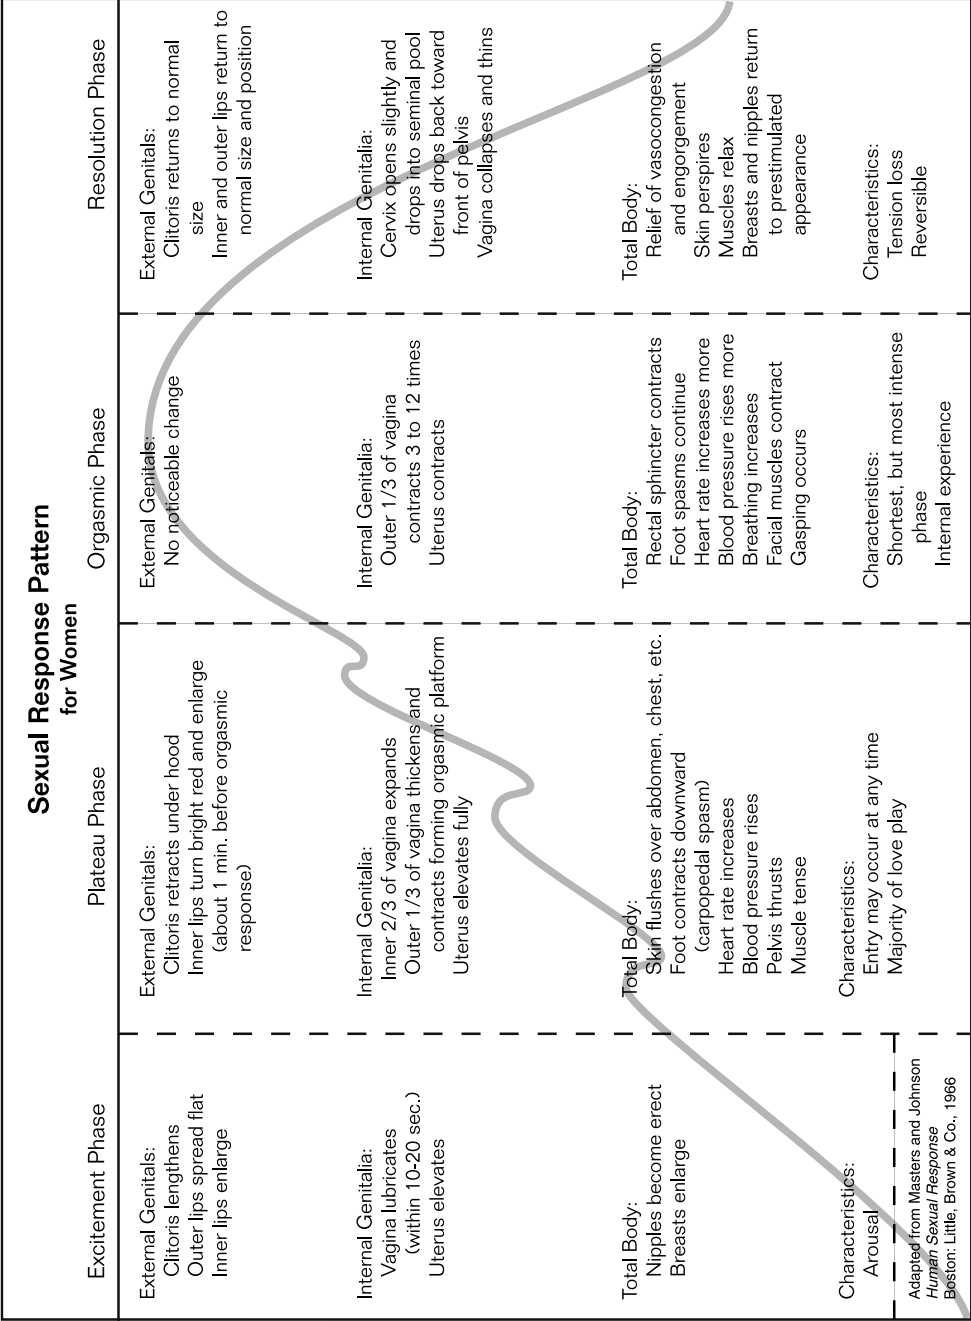 Sexual Response Pattern
for Women
Excitement Phase
External Genitals:
Clitoris lengthens
Outer lips spread flat
Inner lips enlarge
Internal Genitalia:
Vagina lubricates
(within 10-20 sec.)
Uterus elevates
Total Body:
Nipples become erect
Breasts enlarge
Characteristics:
Arousal
Adapted from Masters and Johnson
Human Sexual Response
Boston: Little, Brown & Co., 1966
Plateau Phase
External Genitals:
Clitoris retracts under hood
Inner lips turn bright red and enlarge
(about 1 min. before orgasmic
response)
Internal Genitalia:
Inner 2/3 of vagina expands
Outer 1/3 of vagina thickens and
contracts forming orgasmic platform
Uterus elevates fully
Total Body:
Skin flushes over abdomen, chest, etc.
Foot contracts downward
(carpopedal spasm)
Heart rate increases
Blood pressure rises
Pelvis thrusts
Muscle tense
Characteristics:
Entry may occur at any time
Majority of love play
Orgasmic Phase
External Genitals:
No noticeable change
Internal Genitalia:
Outer 1/3 of vagina
contracts 3 to 12 times
Uterus contracts
Total Body:
Rectal sphincter contracts
Foot spasms continue
Heart rate increases more
Blood pressure rises more
Breathing increases
Facial muscles contract
Gasping occurs
Characteristics:
Shortest, but most intense
phase
Internal experience
Resolution Phase
External Genitals:
Clitoris returns to normal
size
Inner and outer lips return to
normal size and position
Internal Genitalia:
Cervix opens slightly and
drops into seminal pool
Uterus drops back toward
front of pelvis
Vagina collapses and thins
Total Body:
Relief of vasocongestion
and engorgement
Skin perspires
Muscles relax
Breasts and nipples return
to prestimulated
appearance
Characteristics:
Tension loss
Reversible